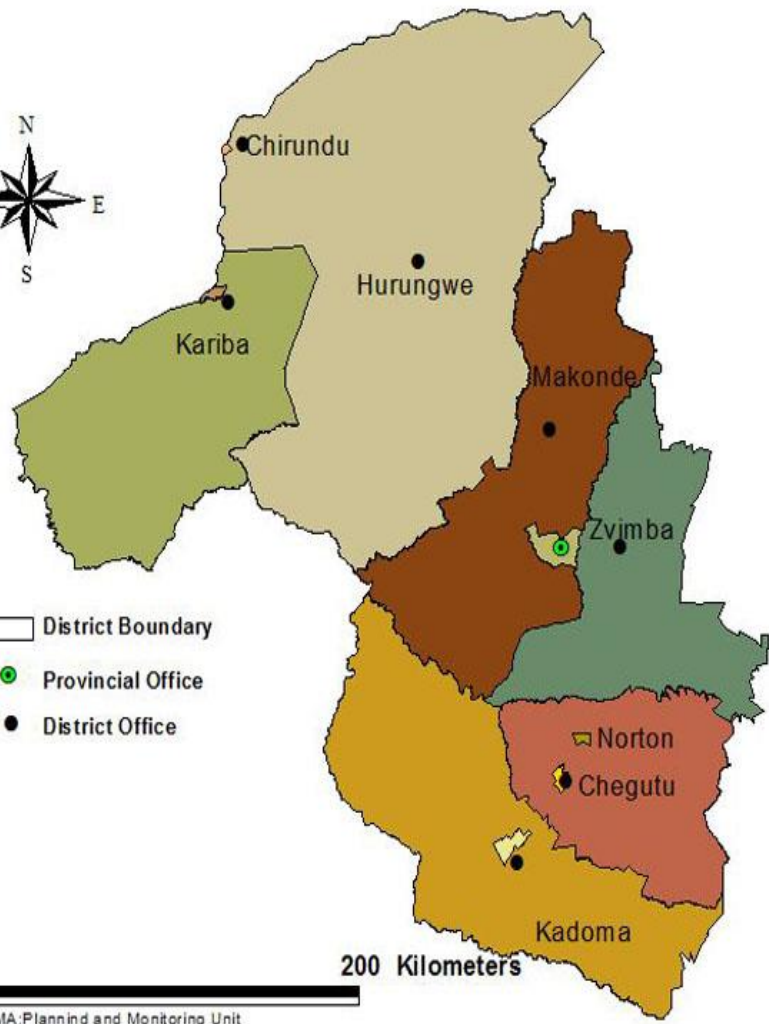 N
E
S
Chirundu
Hurungwe
Kariba
Makonde
Zvimba
District Boundary
Provincial Office
District Office
Norton
Chegutu
Kadoma
200 Kilometers
MA:Plannind and Monitoring Unit